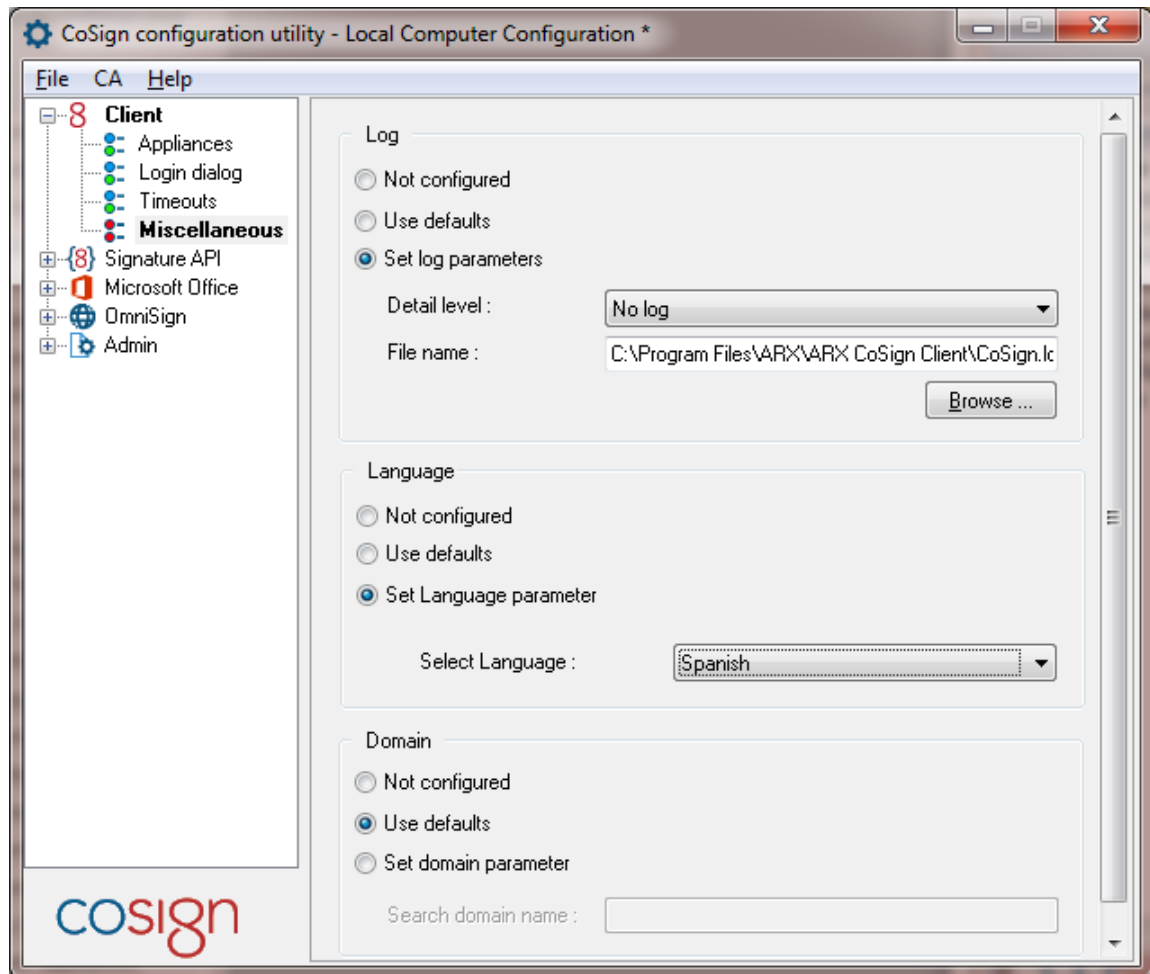 CoSign configuration utility - Local Computer Configuration *
File CA Help
Client
Appliances
Login dialog
Timeouts
Miscellaneous
{8} Signature API
Microsoft Office
OmniSign
Admin
cosign
Log
Not configured
Use defaults
Set log parameters
Detail level : No log
File name : C:\Program Files\ARX\ARX CoSign Client\CoSign.lc
Browse ...
Language
Not configured
Use defaults
Set Language parameter
Select Language : Spanish
Domain
Not configured
Use defaults
Set domain parameter
Search domain name :